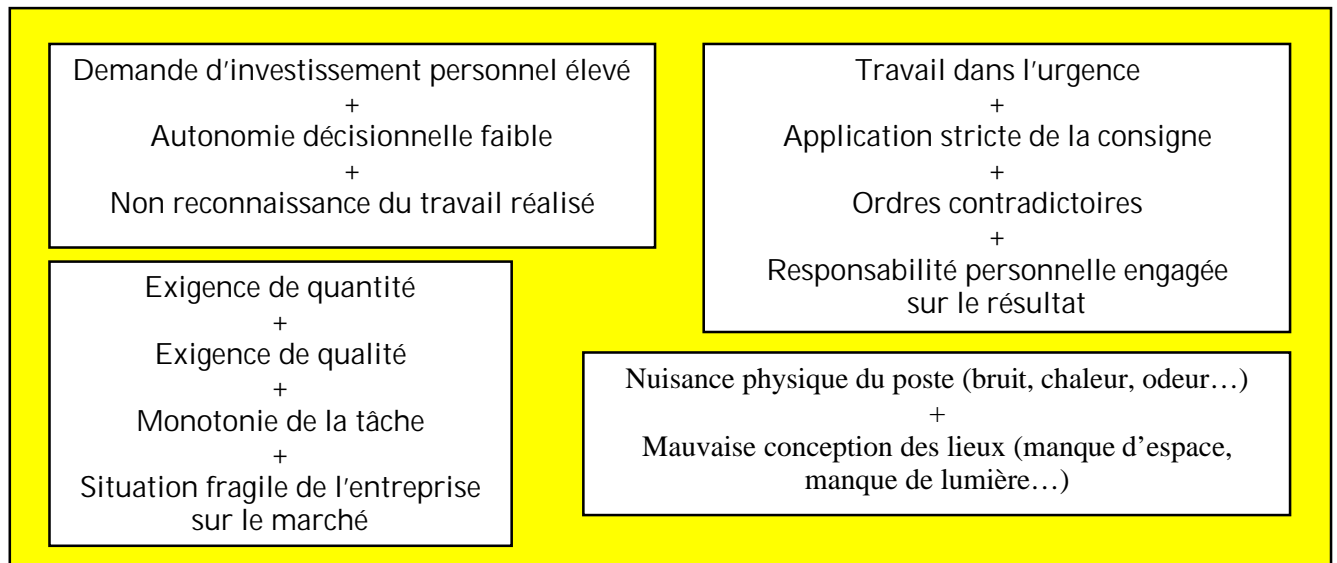 Demande d'investissement personnel élevé
+
Autonomie décisionnelle faible
+
Non reconnaissance du travail réalisé
Travail dans l'urgence
+
Application stricte de la consigne
+
Ordres contradictoires
+
Responsabilité personnelle engagée
sur le résultat
Exigence de quantité
+
Exigence de qualité
+
Monotonie de la tâche
+
Situation fragile de l'entreprise
sur le marché
Nuisance physique du poste (bruit, chaleur, odeur…)
+
Mauvaise conception des lieux (manque d'espace,
manque de lumière…)